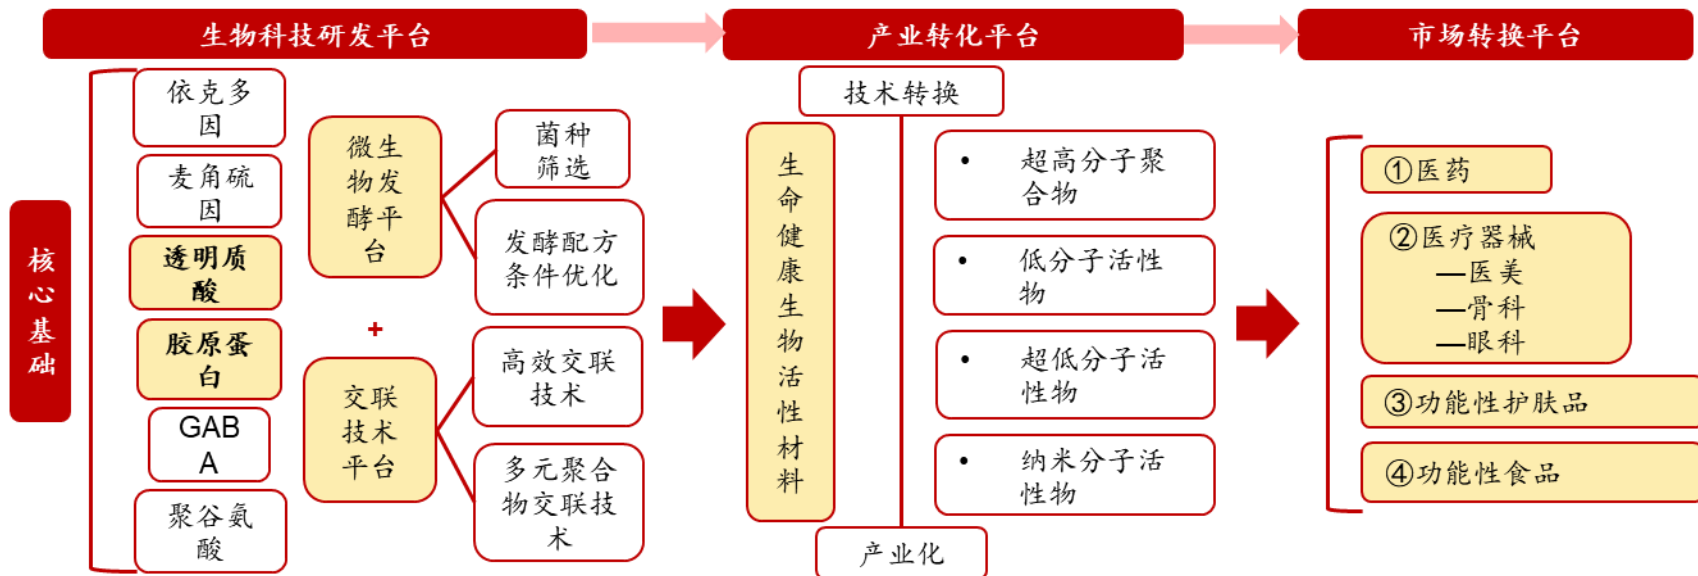 生物科技研发平台
产业转化平台
市场转换平台
核
心
基
础
依克多
因
麦角硫
因
透明质
酸
胶原蛋
白
GAB
A
聚谷氨
酸
微生
物发
酵平
台
+
交联
技术
平台
菌种
筛选
发酵配方
条件优化
高效交联
技术
多元聚合
物交联技
术
技术转换
生
命
健
康
生
物
活
性
材
料
• 超高分子聚
合物
• 低分子活性
物
• 超低分子活
性物
• 纳米分子活
性物
产业化
①医药
②医疗器械
—医美
—骨科
—眼科
③功能性护肤品
④功能性食品